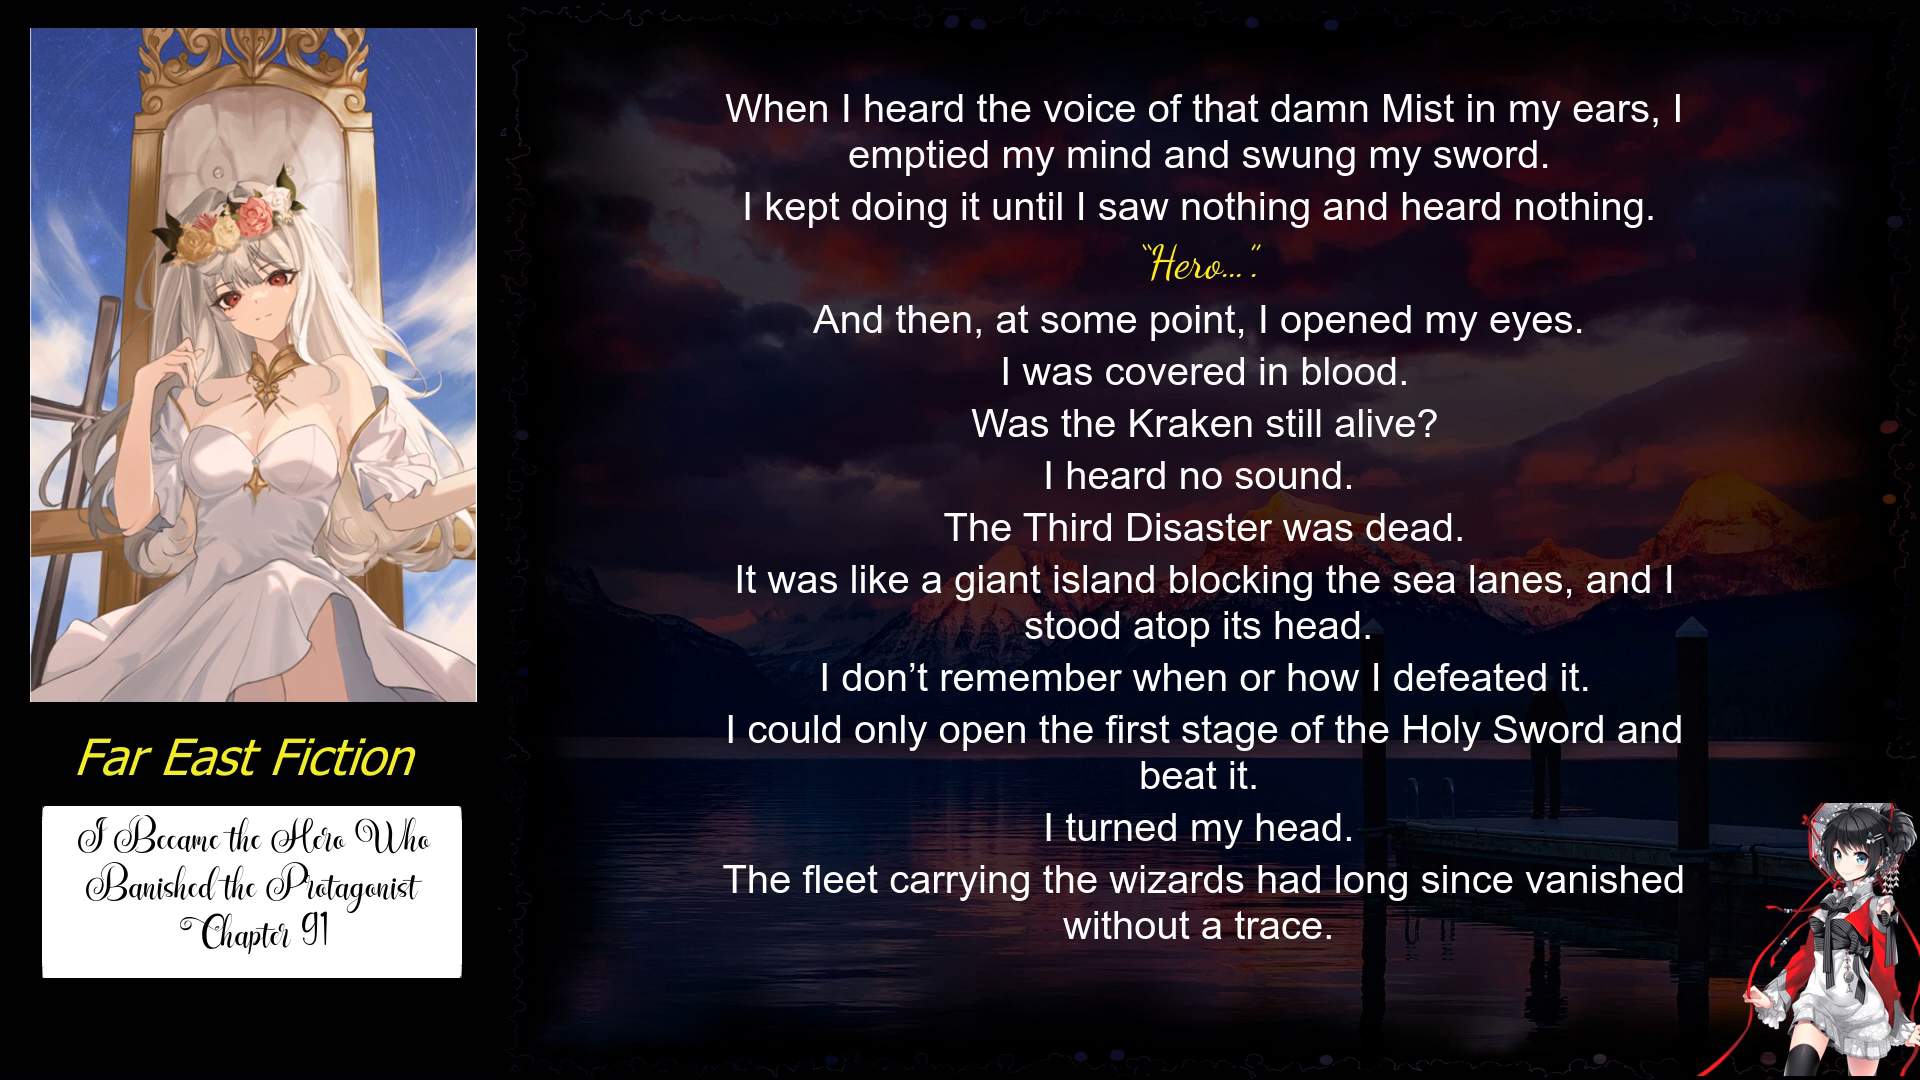 When I heard the voice of that damn Mist in my ears, I
emptied my mind and swung my sword.
I kept doing it until I saw nothing and heard nothing.
“Hero… ”.
And then, at some point, I opened my eyes.
I was covered in blood.
Was the Kraken still alive?
I heard no sound.
The Third Disaster was dead.
It was like a giant island blocking the sea lanes, and I
stood atop its head.
I don’t remember when or how I defeated it.
I could only open the first stage of the Holy Sword and
beat it.
I turned my head.
The fleet carrying the wizards had long since vanished
without a trace.
Far East Fiction
I Became the Hero Who
Banished the Protagonist
Chapter 91